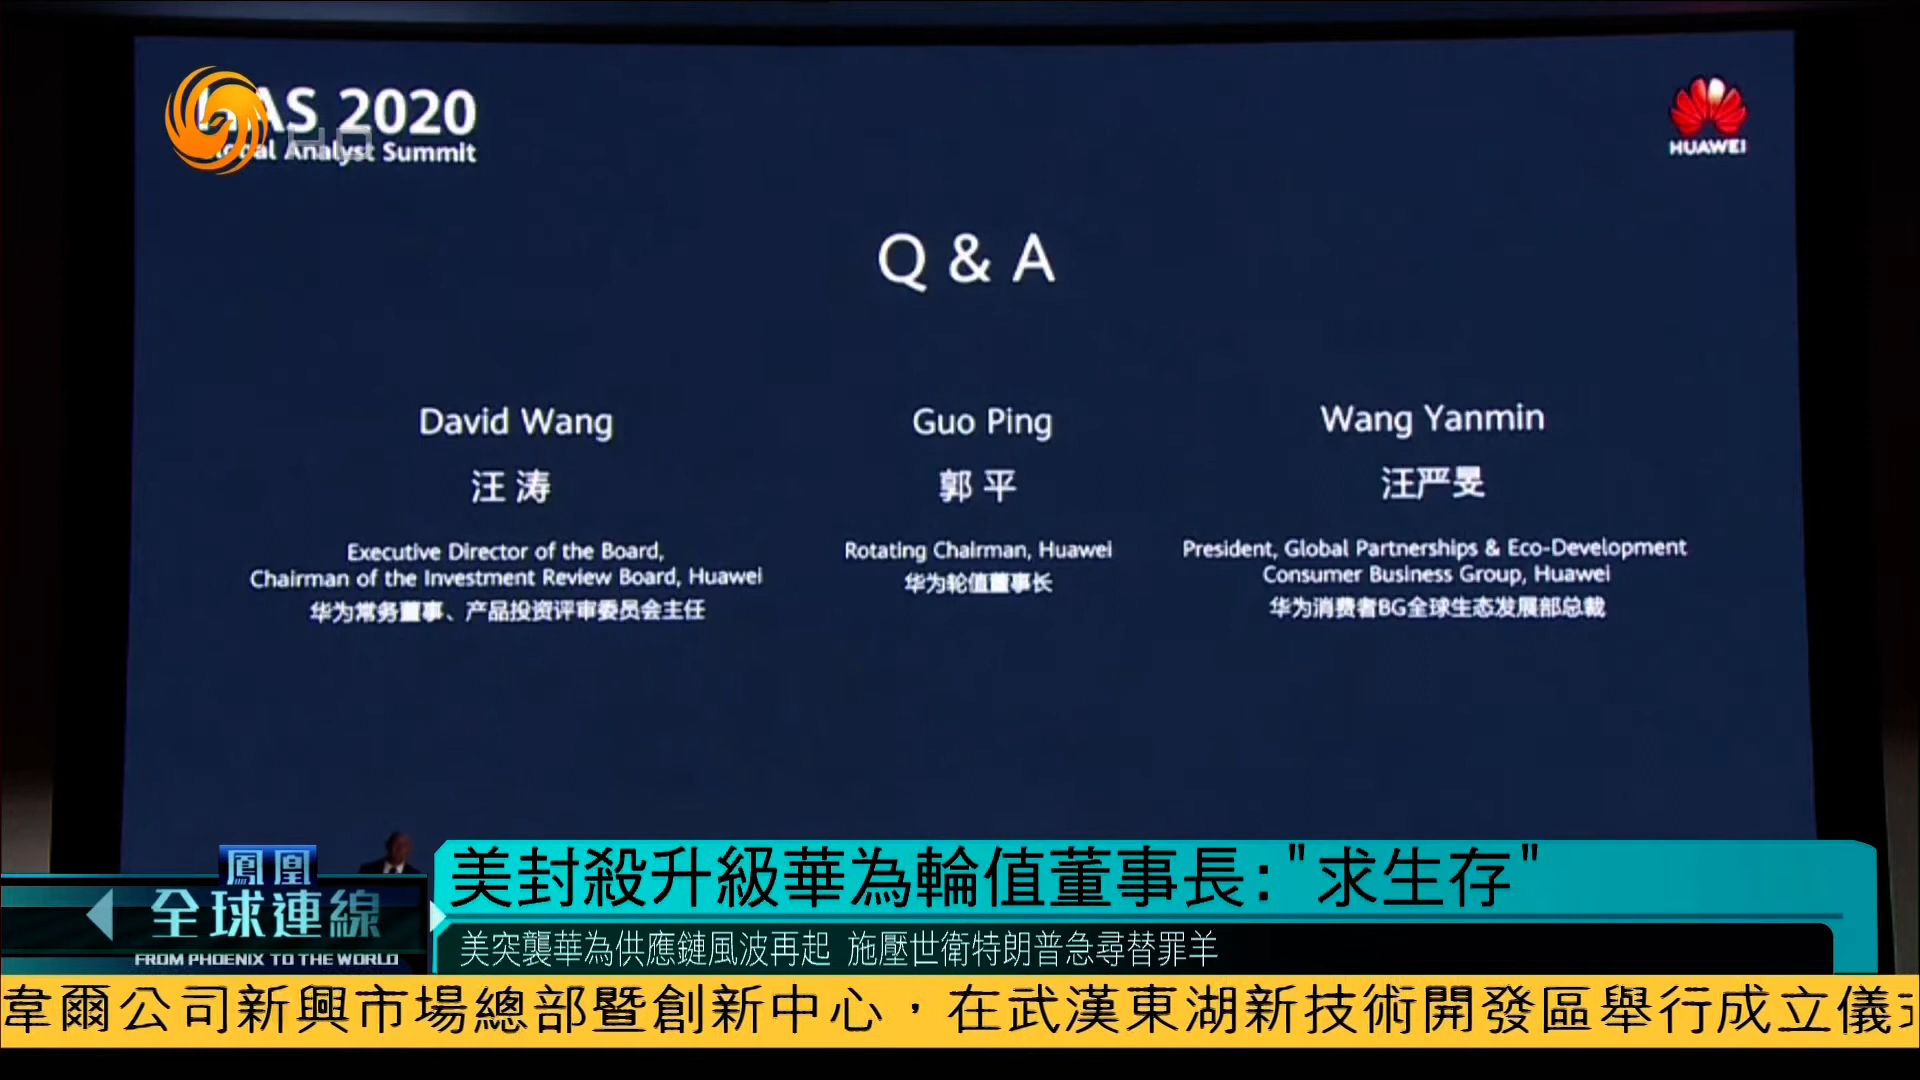 AS 2020
HD
al Analyst Summit
HUAWEI
Q & A
David Wang
汪 涛
Executive Director of the Board,
Chairman of the Investment Review Board, Huawei
华为常务董事、产品投资评审委员会主任
Guo Ping
郭 平
Rotating Chairman, Huawei
华为轮值董事长
Wang Yanmin
汪严旻
President, Global Partnerships & Eco-Development
Consumer Business Group, Huawei
华为消费者BG全球生态发展部总裁
鳳凰
全球連線
FROM PHOENIX TO THE WORLD
美封殺升級華為輪值董事長:"求生存"
美突襲華為供應鏈風波再起 施壓世衛特朗普急尋替罪羊
韋爾公司新興市場總部暨創新中心，在武漢東湖新技術開發區舉行成立儀